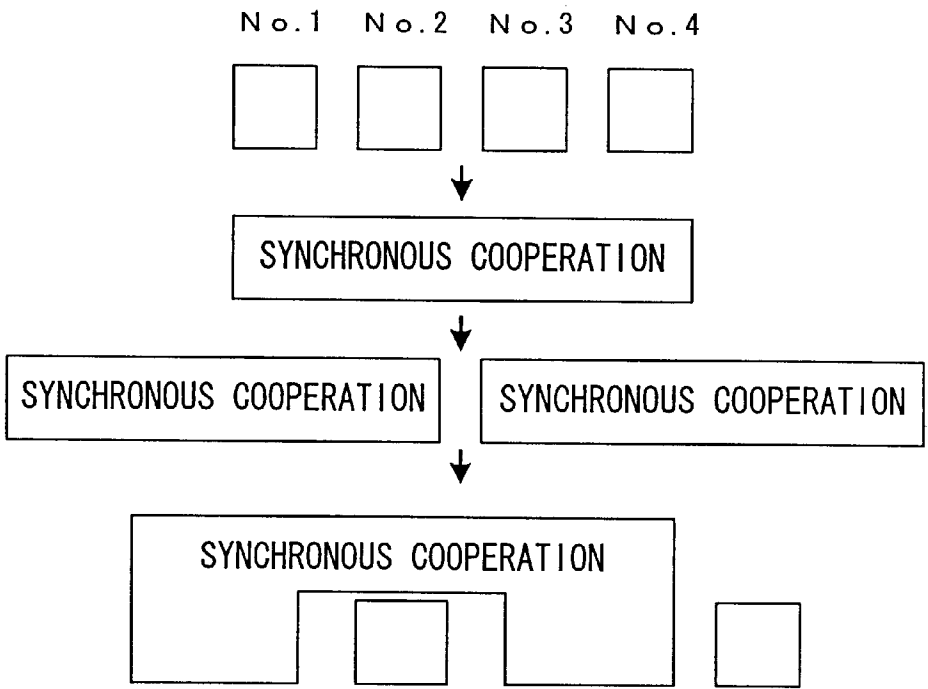 No.1 No.2 No.3 No.4
SYNCHRONOUS COOPERATION
SYNCHRONOUS COOPERATION SYNCHRONOUS COOPERATION
SYNCHRONOUS COOPERATION